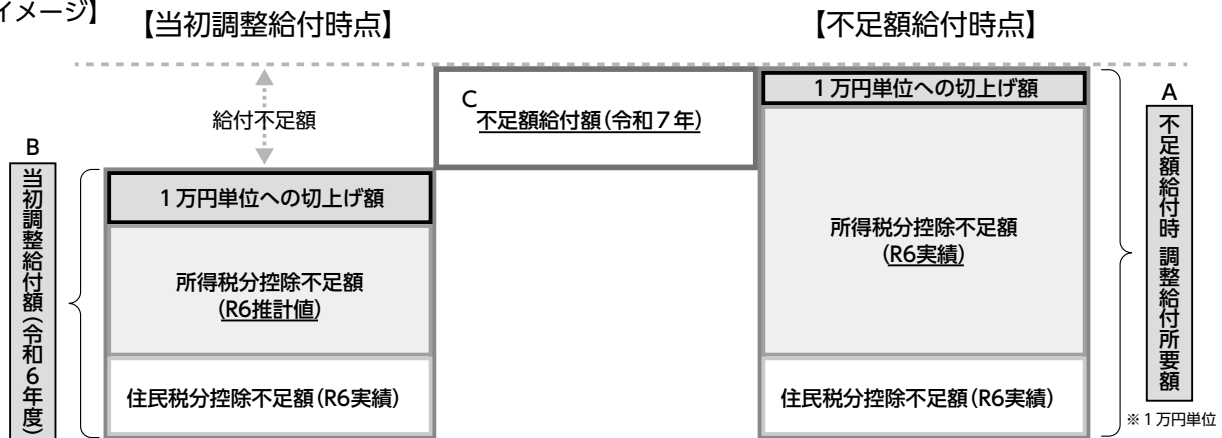 イメージ】
【当初調整給付時点】
【不足額給付時点】
給付不足額
C
不足額給付額（令和７年）
１万円単位への切上げ額
A
不足額給付時 調整給付所要額
※１万円単位
B
当初調整給付額（令和６年度）
１万円単位への切上げ額
所得税分控除不足額
（R6推計値）
住民税分控除不足額（R6実績）
所得税分控除不足額
（R6実績）
住民税分控除不足額（R6実績）